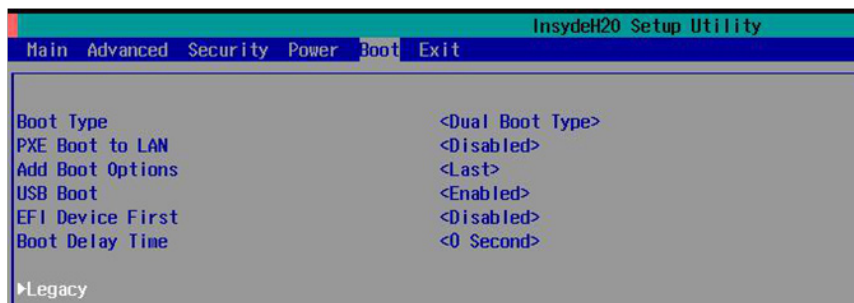 InsydeH20 Setup Utility
Main Advanced Security Power Boot Exit
Boot Type <Dual Boot Type>
PXE Boot to LAN <Disabled>
Add Boot Options <Last>
USB Boot <Enabled>
EFI Device First <Disabled>
Boot Delay Time <0 Second>
▶Legacy